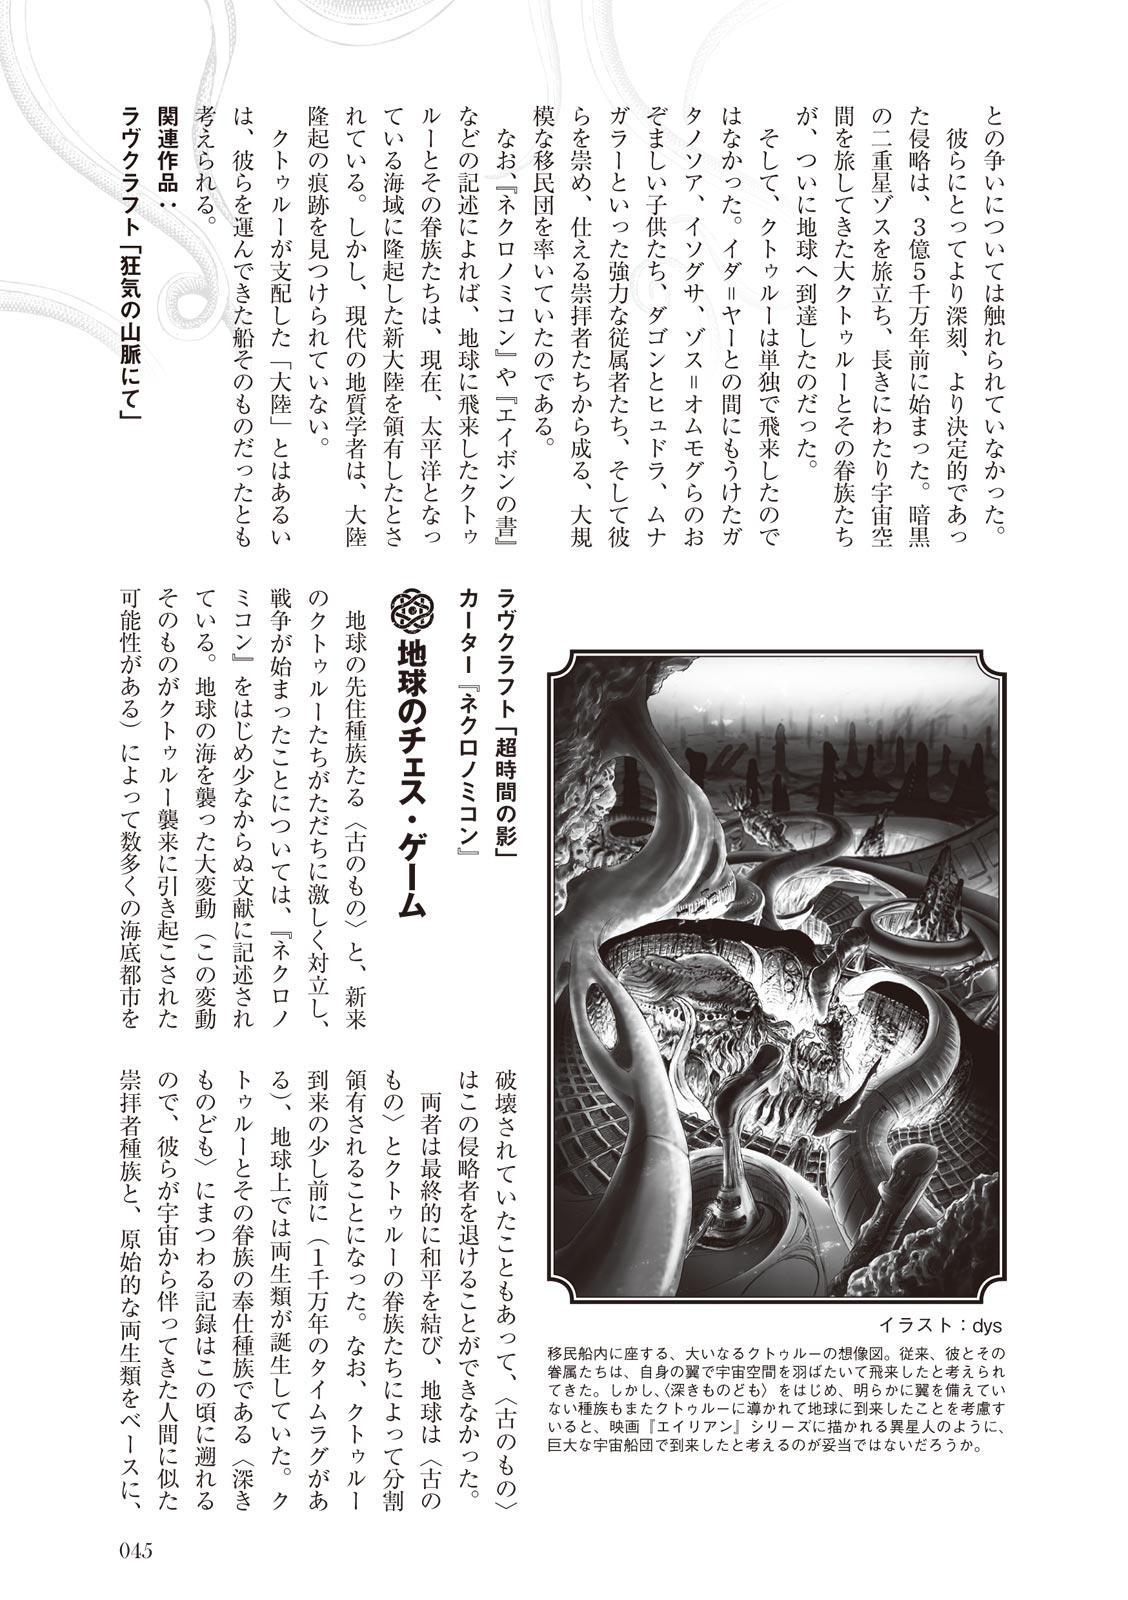 との争いについては触れられていなかった。
　彼らにとってより深刻、より決定的であっ
た侵略は、３億５千万年前に始まった。暗黒
の二重星ゾスを旅立ち、長きにわたり宇宙空
間を旅してきた大クトゥルーとその眷族たち
が、ついに地球へ到達したのだった。
　そして、クトゥルーは単独で飛来したので
はなかった。イダ＝ヤーとの間にもうけたガ
タノソア、イソグサ、ゾス＝オムモグらのお
ぞましい子供たち、ダゴンとヒュドラ、ムナ
ガラーといった強力な従属者たち、そして彼
らを崇め、仕える崇拝者たちから成る、大規
模な移民団を率いていたのである。
　なお、『ネクロノミコン』や『エイボンの書』
などの記述によれば、地球に飛来したクトゥ
ルーとその眷族たちは、現在、太平洋となっ
ている海域に隆起した新大陸を領有したとさ
れている。しかし、現代の地質学者は、大陸
隆起の痕跡を見つけられていない。
　クトゥルーが支配した「大陸」とはあるい
は、彼らを運んできた船そのものだったとも
考えられる。
関連作品：
ラヴクラフト「狂気の山脈にて」
ラヴクラフト「超時間の影」
カーター『ネクロノミコン』
地球のチェス・ゲーム
　地球の先住種族たる〈古のもの〉と、新来
のクトゥルーたちがただちに激しく対立し、
戦争が始まったことについては、『ネクロノ
ミコン』をはじめ少なからぬ文献に記述され
ている。地球の海を襲った大変動（この変動
そのものがクトゥルー襲来に引き起こされた
可能性がある）によって数多くの海底都市を
破壊されていたこともあって、〈古のもの〉
はこの侵略者を退けることができなかった。
　両者は最終的に和平を結び、地球は〈古の
もの〉とクトゥルーの眷族たちによって分割
領有されることになった。なお、クトゥルー
到来の少し前に（１千万年のタイムラグがあ
る）、地球上では両生類が誕生していた。ク
トゥルーとその眷族の奉仕種族である〈深き
ものども〉にまつわる記録はこの頃に遡れる
ので、彼らが宇宙から伴ってきた人間に似た
崇拝者種族と、原始的な両生類をベースに、
イラスト：dys
移民船内に座する、大いなるクトゥルーの想像図。従来、彼とその
眷属たちは、自身の翼で宇宙空間を羽ばたいて飛来したと考えられ
てきた。しかし、〈深きものども〉をはじめ、明らかに翼を備えてい
ない種族もまたクトゥルーに導かれて地球に到来したことを考慮す
いると、映画『エイリアン』シリーズに描かれる異星人のように、
巨大な宇宙船団で到来したと考えるのが妥当ではないだろうか。
045